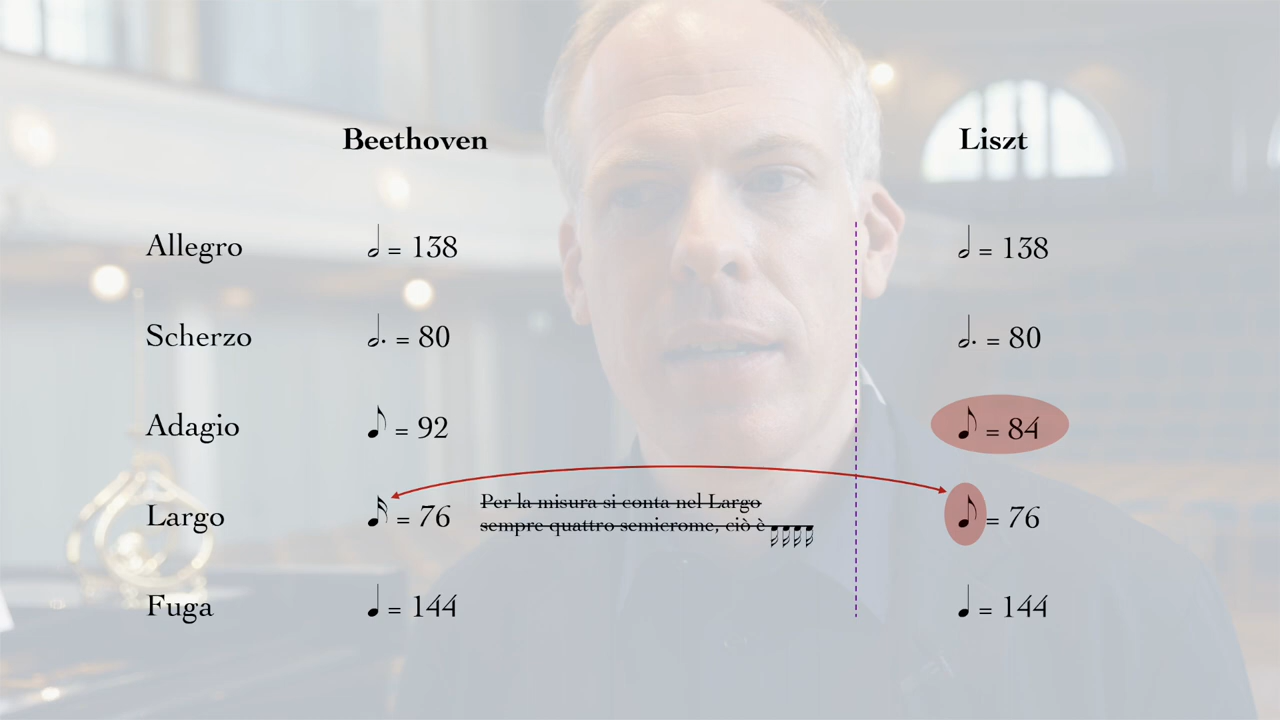 Beethoven Liszt
Allegro 𝅗𝅥 = 138 𝅗𝅥 = 138
Scherzo 𝅗𝅥. = 80 𝅗𝅥. = 80
Adagio ♪ = 92 ♪ = 84
Largo 𝅘𝅥𝅯 = 76 Per la misura si conta nel Largo ♪ = 76
sempre quattro semicrome, ciò è 𝅘𝅥𝅯𝅘𝅥𝅯𝅘𝅥𝅯𝅘𝅥𝅯
Fuga ♩ = 144 ♩ = 144